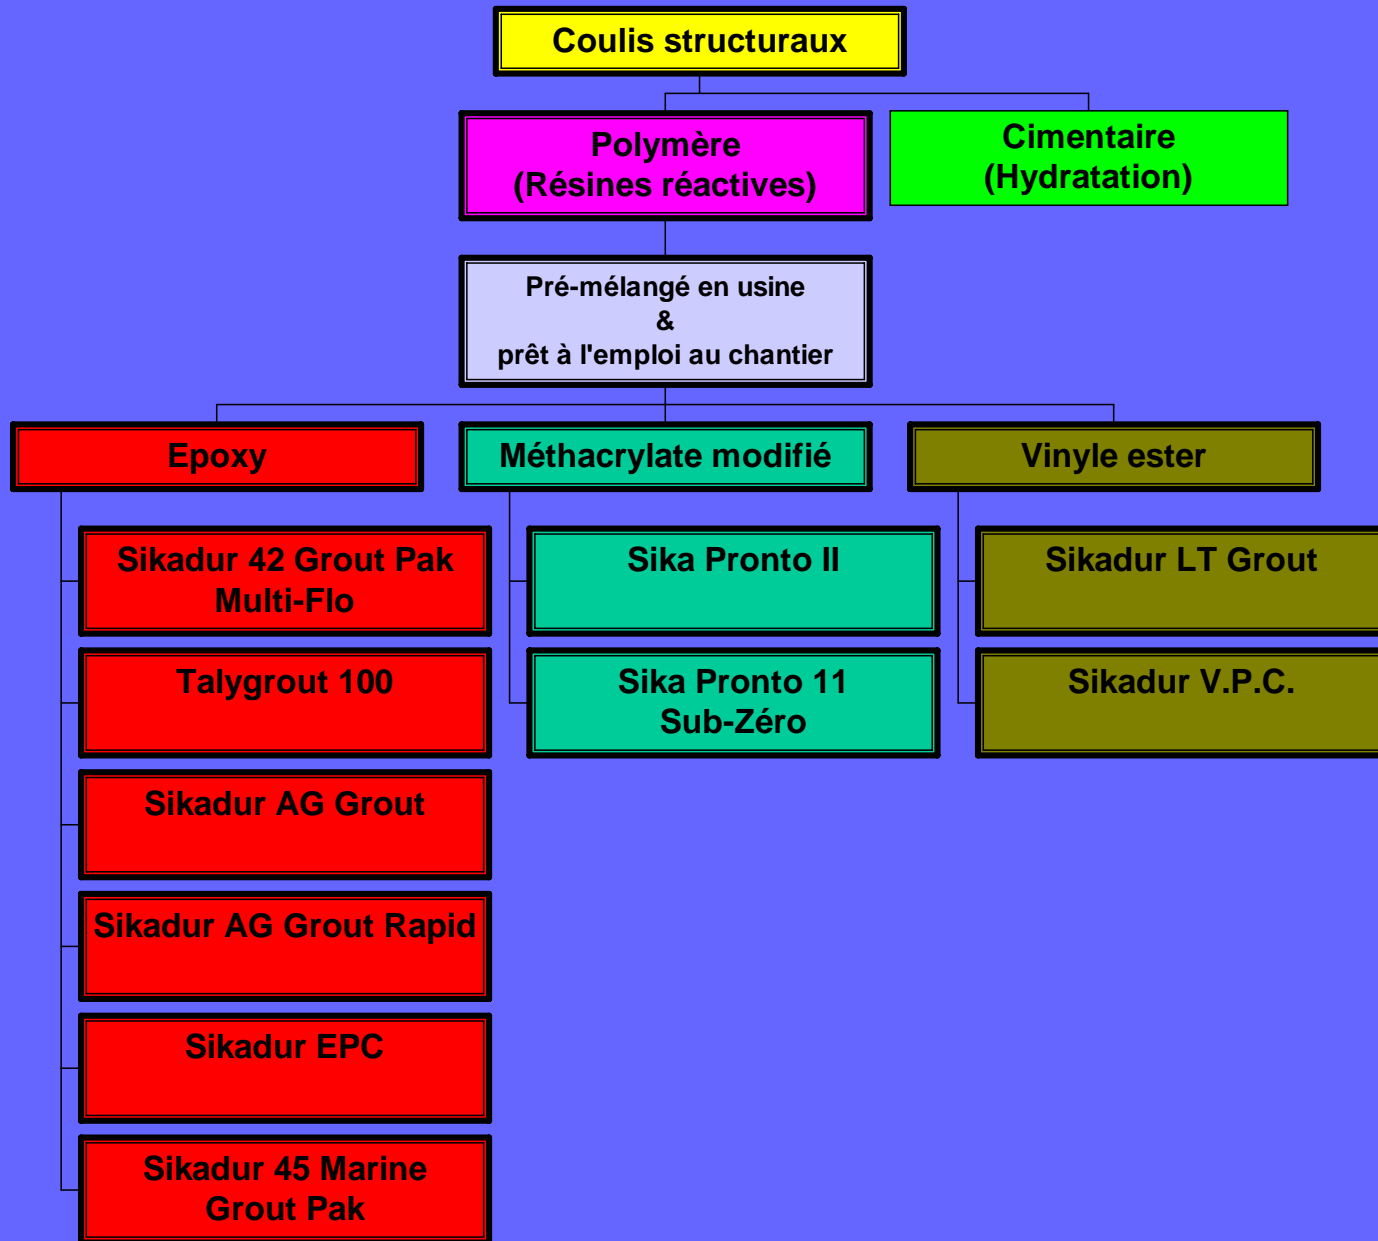 Coulis structuraux
Polymère
(Résines réactives)
Cimentaire
(Hydratation)
Pré-mélangé en usine
&
prêt à l'emploi au chantier
Epoxy
Méthacrylate modifié
Vinyle ester
Sikadur 42 Grout Pak
Multi-Flo
Talygrout 100
Sikadur AG Grout
Sikadur AG Grout Rapid
Sikadur EPC
Sikadur 45 Marine
Grout Pak
Sika Pronto II
Sika Pronto 11
Sub-Zéro
Sikadur LT Grout
Sikadur V.P.C.